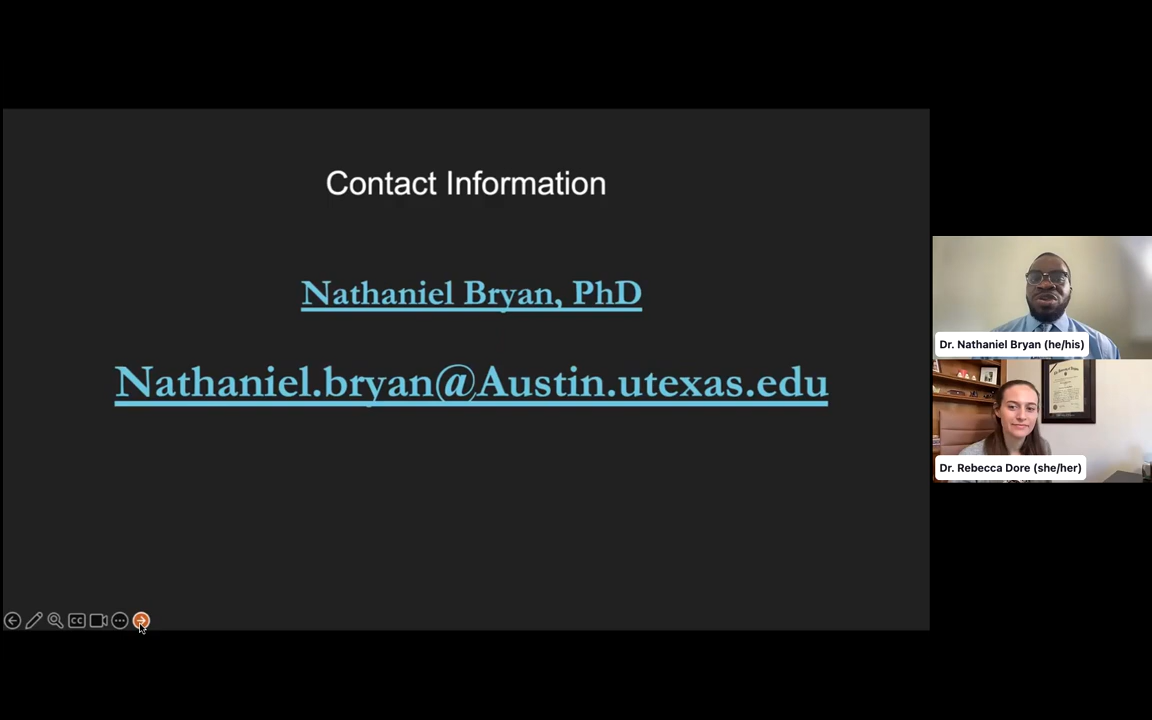 Contact Information
Nathaniel Bryan, PhD
Nathaniel.bryan@Austin.utexas.edu
Dr. Nathaniel Bryan (he/his)
Dr. Rebecca Dore (she/her)
CC